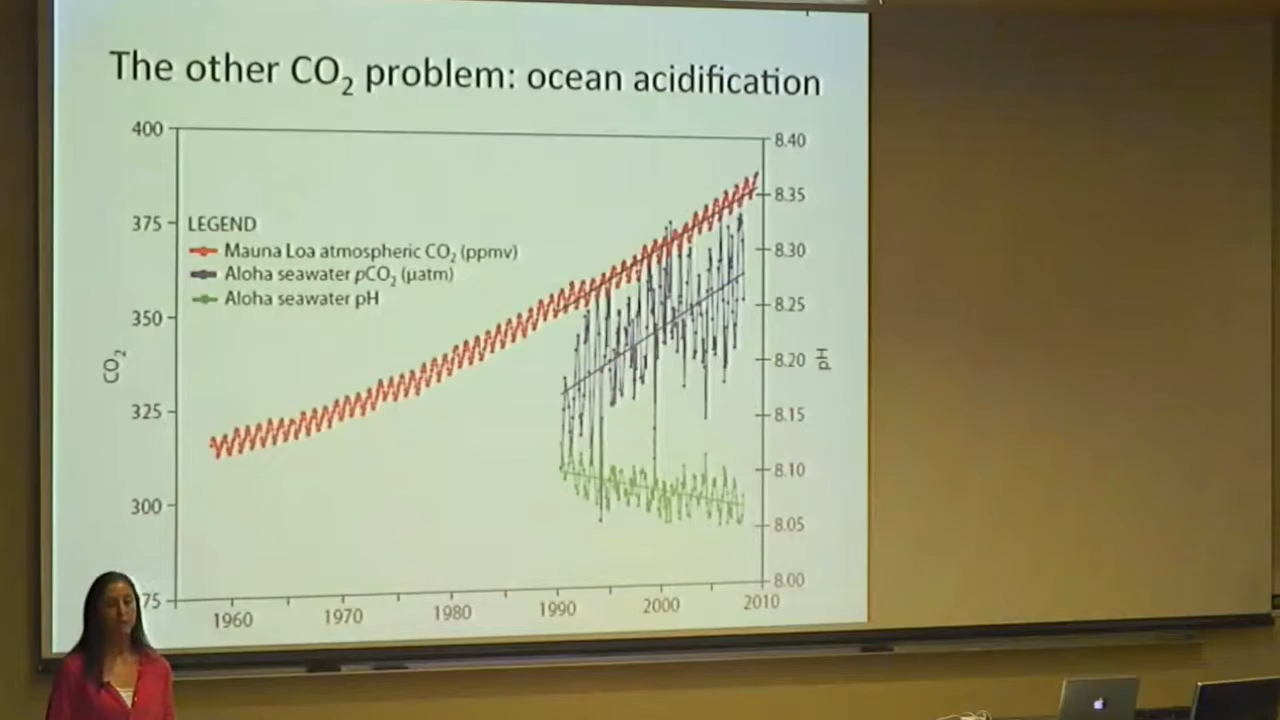 The other CO₂ problem: ocean acidification
400
375
350
325
300
75
CO₂
LEGEND
Mauna Loa atmospheric CO₂ (ppmv)
Aloha seawater pCO₂ (µatm)
Aloha seawater pH
8.40
8.35
8.30
8.25
8.20
8.15
8.10
8.05
8.00
pH
1960 1970 1980 1990 2000 2010